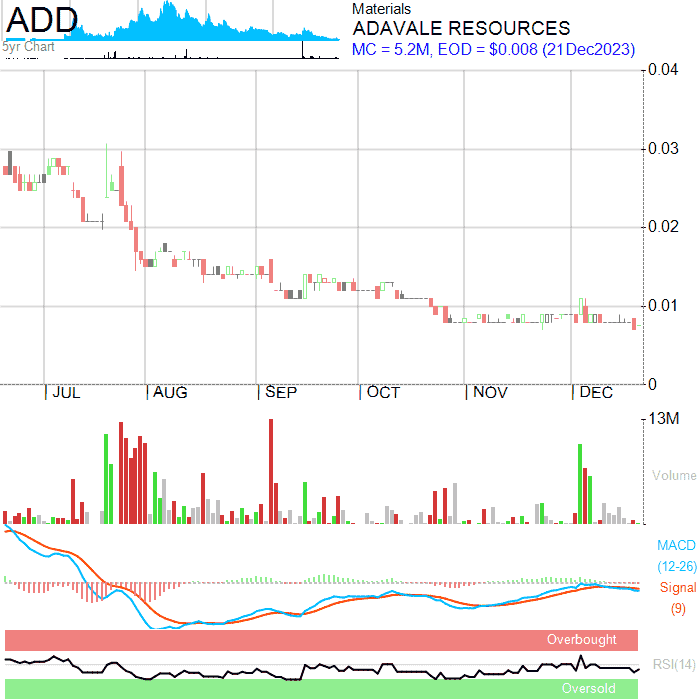 ADD
5yr Chart
Materials
ADAVALE RESOURCES
MC = 5.2M, EOD = $0.008 (21Dec2023)
0.04
0.03
0.02
0.01
0
JUL AUG SEP OCT NOV DEC
13M
Volume
MACD
(12-26)
Signal
(9)
Overbought
RSI(14)
Oversold